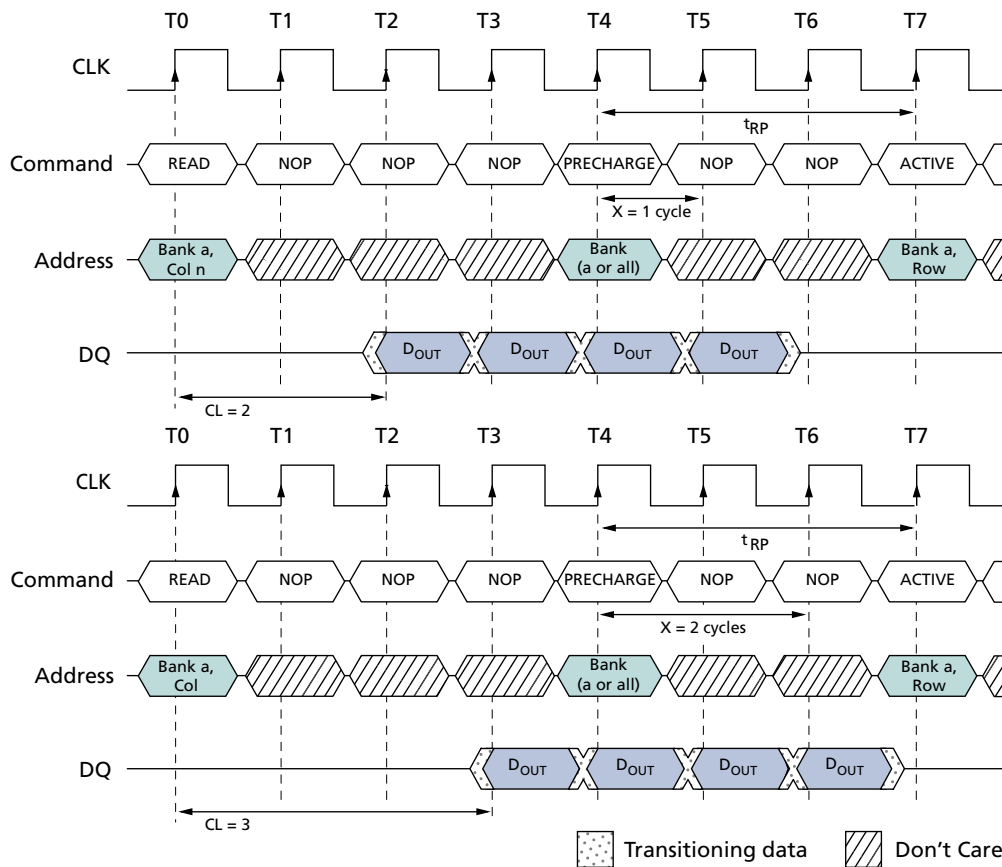 T0 T1 T2 T3 T4 T5 T6 T7
CLK
tRP
Command READ NOP NOP NOP PRECHARGE NOP NOP ACTIVE
X = 1 cycle
Address Bank a, Col n Bank (a or all) Bank a, Row
DQ DOUT DOUT DOUT DOUT
CL = 2
T0 T1 T2 T3 T4 T5 T6 T7
CLK
tRP
Command READ NOP NOP NOP PRECHARGE NOP NOP ACTIVE
X = 2 cycles
Address Bank a, Col Bank (a or all) Bank a, Row
DQ DOUT DOUT DOUT DOUT
CL = 3
Transitioning data Don't Care